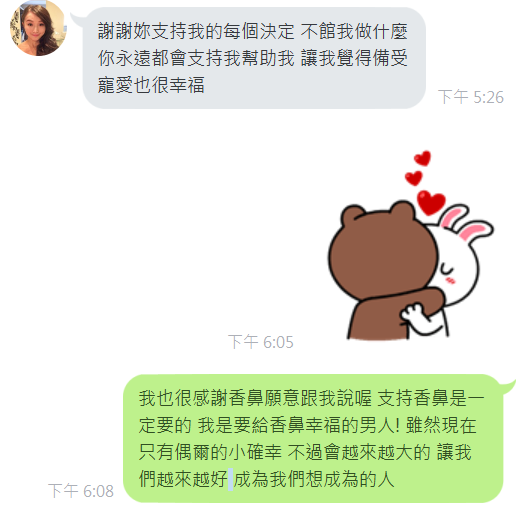 謝謝妳支持我的每個決定 不館我做什麼
你永遠都會支持我幫助我 讓我覺得備受
寵愛也很幸福
下午 5:26
下午 6:05
我也很感謝香鼻願意跟我說喔 支持香鼻是一
定要的 我是要給香鼻幸福的男人! 雖然現在
只有偶爾的小確幸 不過會越來越大的 讓我
們越來越好 成為我們想成為的人
下午 6:08